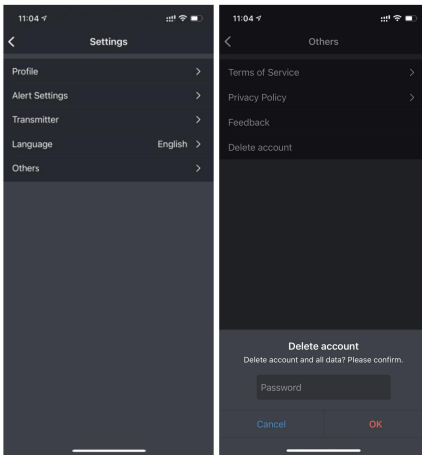 11:04
Settings
Profile
Alert Settings
Transmitter
Language English
Others
11:04
Others
Terms of Service
Privacy Policy
Feedback
Delete account
Delete account
Delete account and all data? Please confirm.
Password
Cancel OK